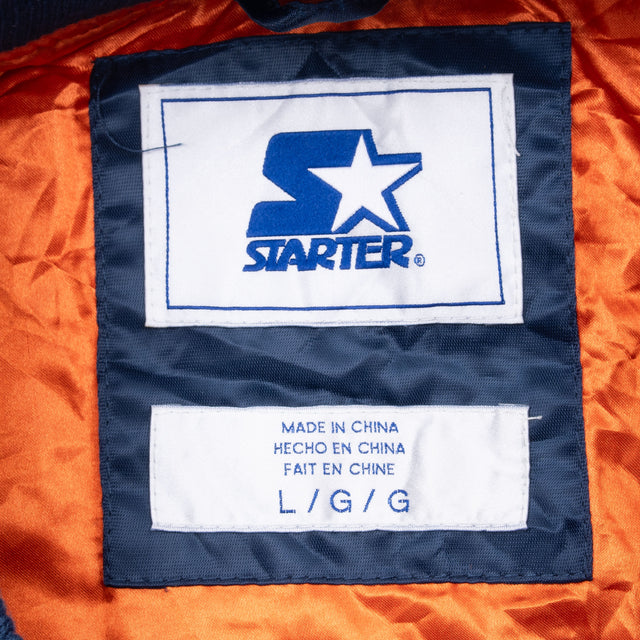 STARTER®
MADE IN CHINA
HECHO EN CHINA
FAIT EN CHINE
L / G / G